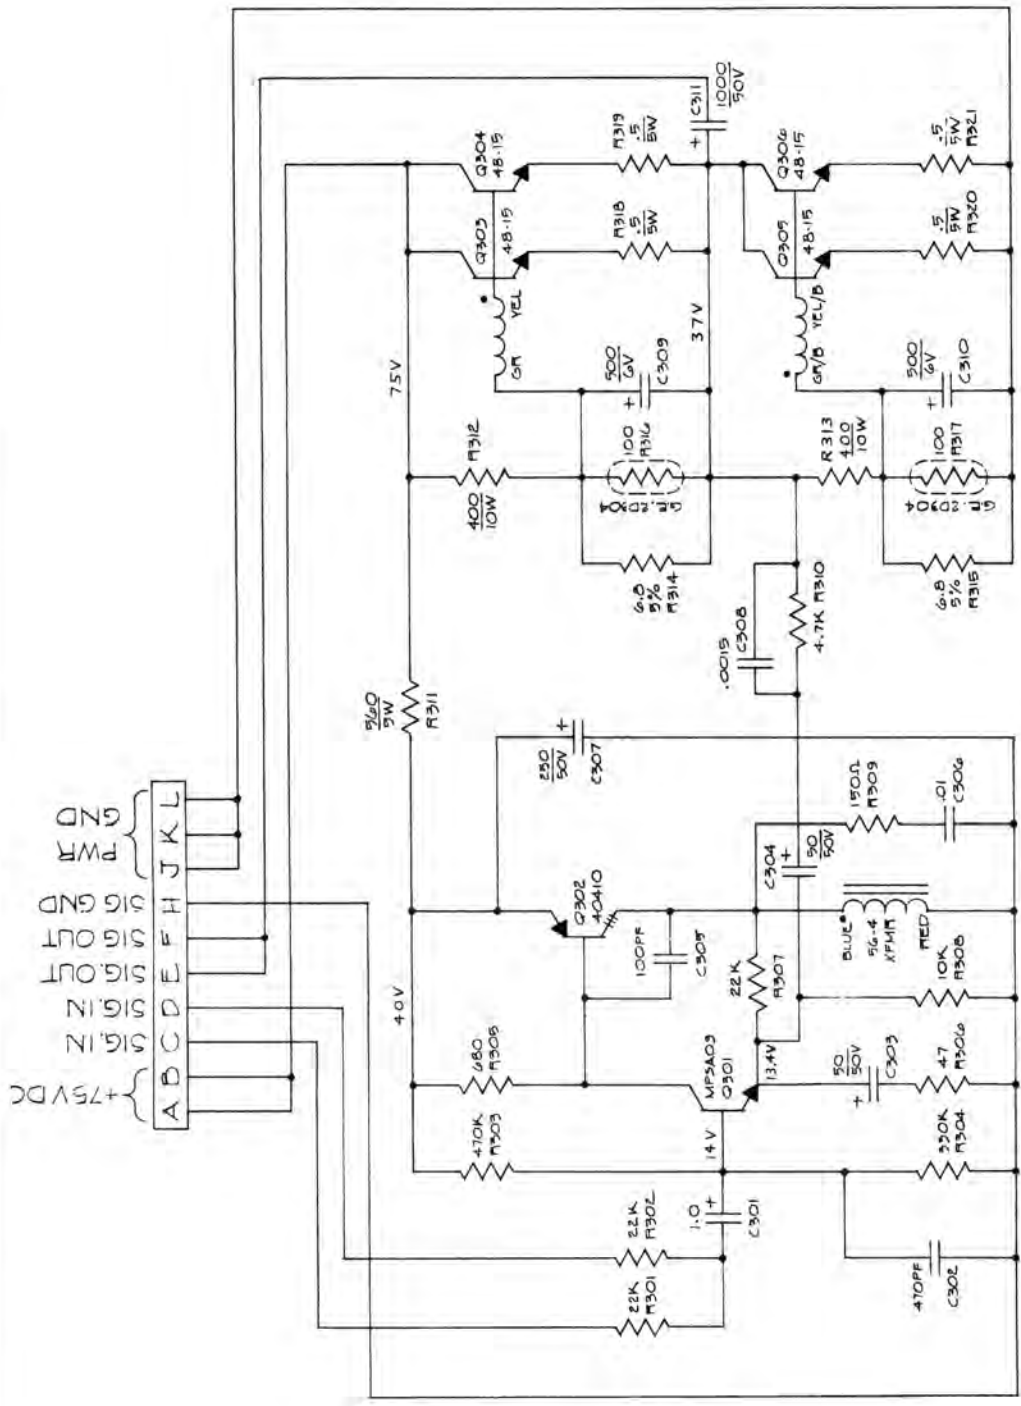 PWR
GND
SIG GND
SIG OUT
SIG.OUT
SIG.IN
SIG.IN
+75V DC
A B C D E F H J K L
1000
50V
C311
+
Q304
48-15
Q303
48-15
R319
.5
5W
R318
.5
5W
Q306
48-15
Q305
48-15
.5
5W
R321
.5
5W
R320
75V
GR
YEL
37V
GR/B
YEL/B
500
6V
C309
+
500
6V
C310
+
R312
400
10W
100
R316
G.E. 2D304
R313
400
10W
100
R317
G.E. 2D304
6.8
5%
R314
6.8
5%
R315
.0015
C308
4.7K
R310
560
5W
R311
250
50V
C307
+
150Ω
R309
.01
C306
C304
50
50V
+
Q302
40410
100PF
C305
BLUE
56-4
XFMR
RED
22K
R307
10K
R308
40V
680
R305
470K
R303
MPSA09
Q301
13.4V
14V
50
50V
C303
+
47
R306
330K
R304
1.0
C301
+
22K
R302
22K
R301
470PF
C302